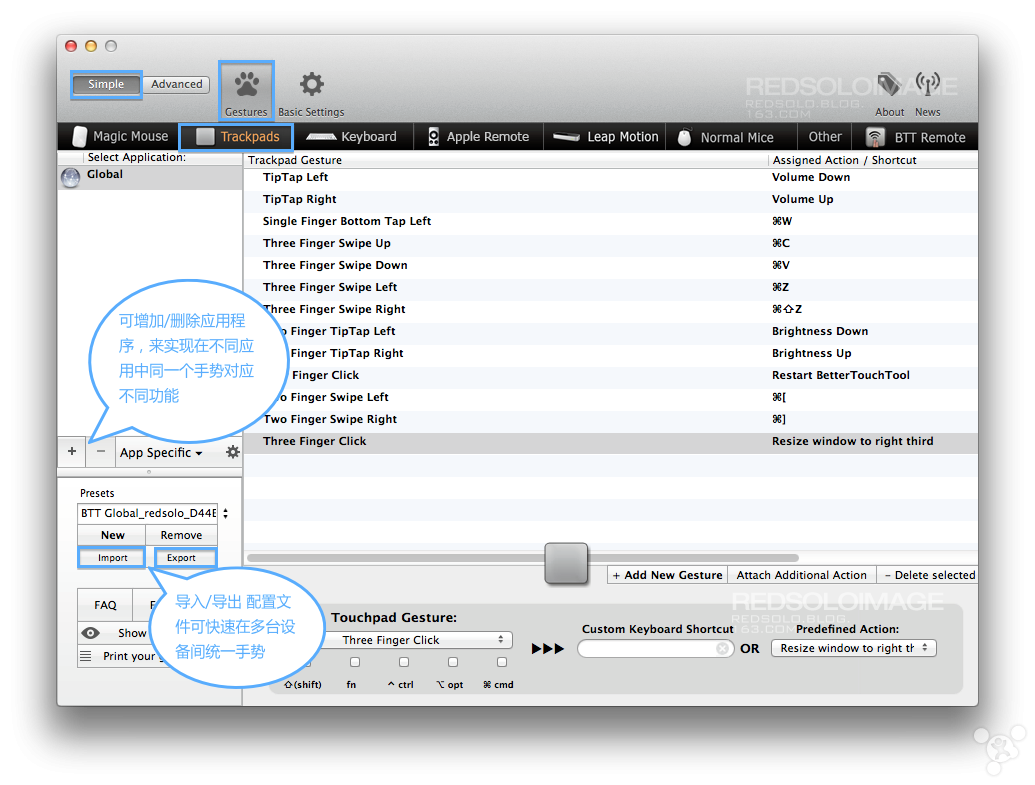 Simple
Advanced
Gestures
Basic Settings
REDSOLOIMAGE
REDSOLO.BLOG.
163.COM
About
News
Magic Mouse
Trackpads
Keyboard
Apple Remote
Leap Motion
Normal Mice
Other
BTT Remote
Select Application:
Global
Trackpad Gesture
Assigned Action / Shortcut
TipTap Left
Volume Down
TipTap Right
Volume Up
Single Finger Bottom Tap Left
⌘W
Three Finger Swipe Up
⌘C
Three Finger Swipe Down
⌘V
Three Finger Swipe Left
⌘Z
Three Finger Swipe Right
⌘⇧Z
Finger TipTap Left
Brightness Down
Finger TipTap Right
Brightness Up
Finger Click
Restart BetterTouchTool
Finger Swipe Left
⌘[
Two Finger Swipe Right
⌘]
Three Finger Click
Resize window to right third
可增加/删除应用程
序，来实现在不同应
用中同一个手势对应
不同功能
+
−
App Specific
Presets
BTT Global_redsolo_D44E
New
Remove
Import
Export
FAQ
Show
Print your
导入/导出 配置文
件可快速在多台设
备间统一手势
+ Add New Gesture
Attach Additional Action
− Delete selected
REDSOLOIMAGE
REDSOLO.BLOG.
163.COM
Touchpad Gesture:
Three Finger Click
⇧(shift)
fn
^ ctrl
⌥ opt
⌘ cmd
Custom Keyboard Shortcut
OR
Predefined Action:
Resize window to right th